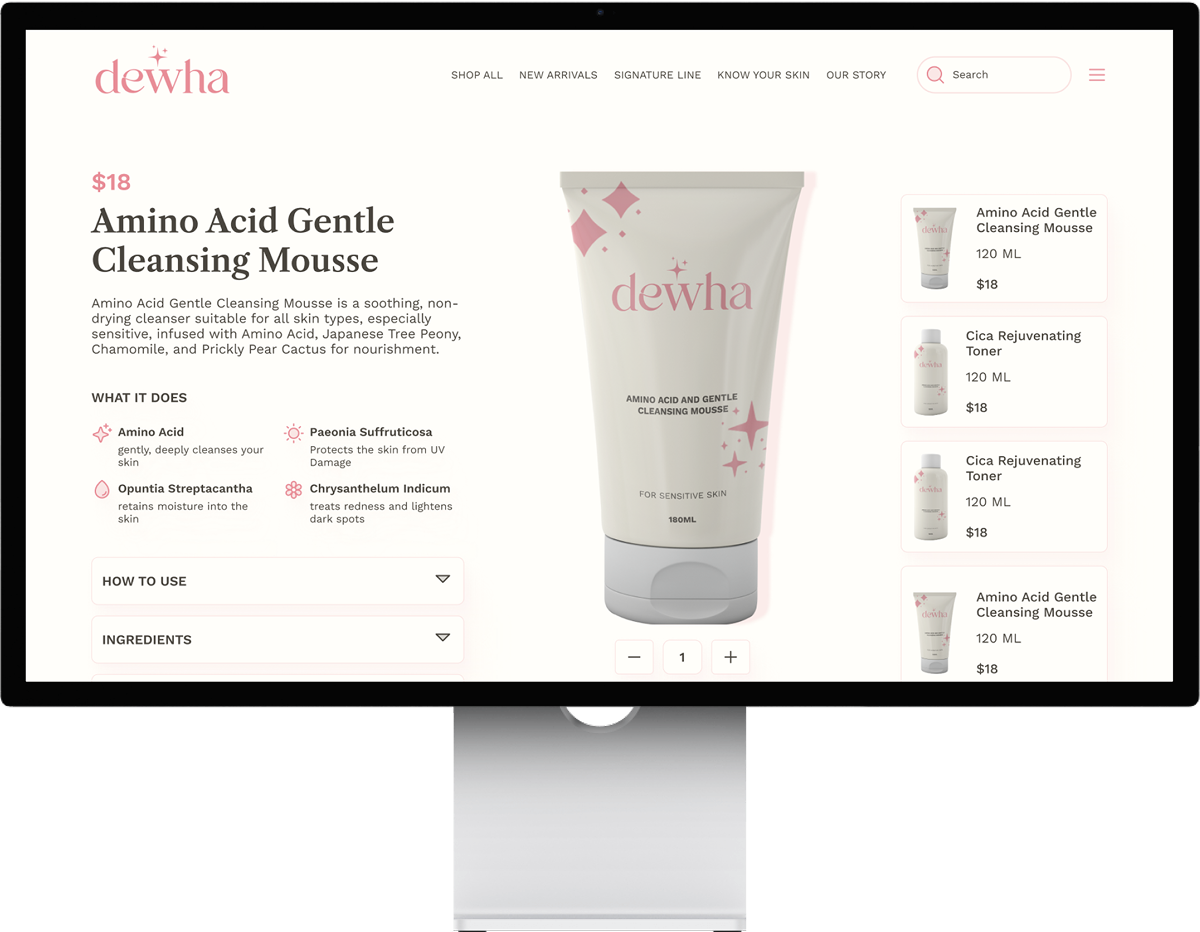 dewha
SHOP ALL NEW ARRIVALS SIGNATURE LINE KNOW YOUR SKIN OUR STORY
Search
$18
Amino Acid Gentle
Cleansing Mousse
Amino Acid Gentle Cleansing Mousse is a soothing, non-
drying cleanser suitable for all skin types, especially
sensitive, infused with Amino Acid, Japanese Tree Peony,
Chamomile, and Prickly Pear Cactus for nourishment.
WHAT IT DOES
Amino Acid
gently, deeply cleanses your
skin
Paeonia Suffruticosa
Protects the skin from UV
Damage
Opuntia Streptacantha
retains moisture into the
skin
Chrysanthelum Indicum
treats redness and lightens
dark spots
HOW TO USE
INGREDIENTS
dewha
AMINO ACID AND GENTLE
CLEANSING MOUSSE
FOR SENSITIVE SKIN
180ML
1
dewha
Amino Acid Gentle
Cleansing Mousse
120 ML
$18
dewha
Cica Rejuvenating
Toner
120 ML
$18
dewha
Cica Rejuvenating
Toner
120 ML
$18
dewha
Amino Acid Gentle
Cleansing Mousse
120 ML
$18